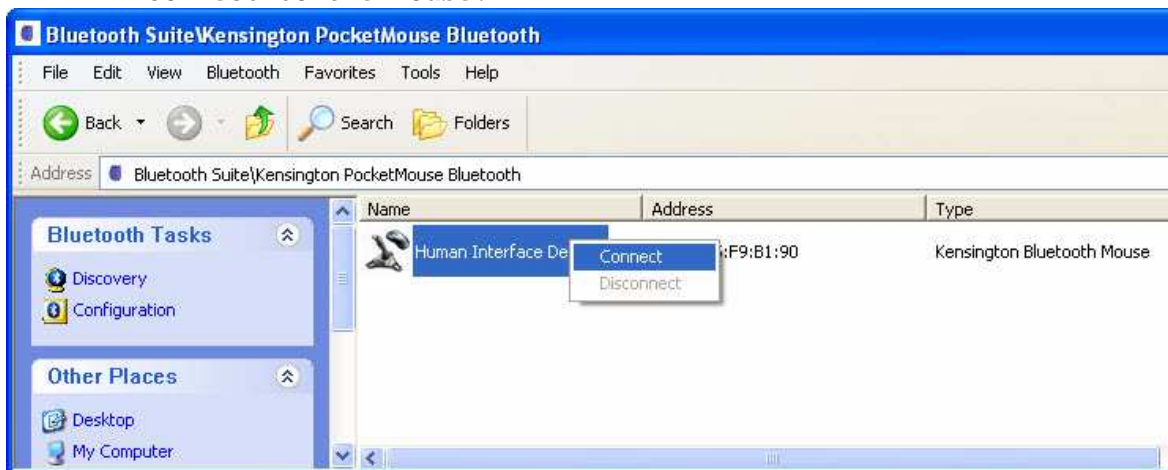 Bluetooth Suite\Kensington PocketMouse Bluetooth
File Edit View Bluetooth Favorites Tools Help
Back Search Folders
Address Bluetooth Suite\Kensington PocketMouse Bluetooth
Name Address Type
Bluetooth Tasks
Human Interface De :F9:B1:90 Kensington Bluetooth Mouse
Connect
Disconnect
Discovery
Configuration
Other Places
Desktop
My Computer